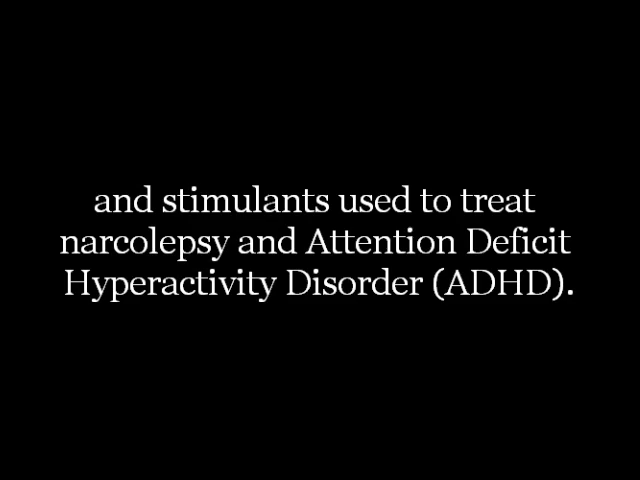 and stimulants used to treat
narcolepsy and Attention Deficit
Hyperactivity Disorder (ADHD).